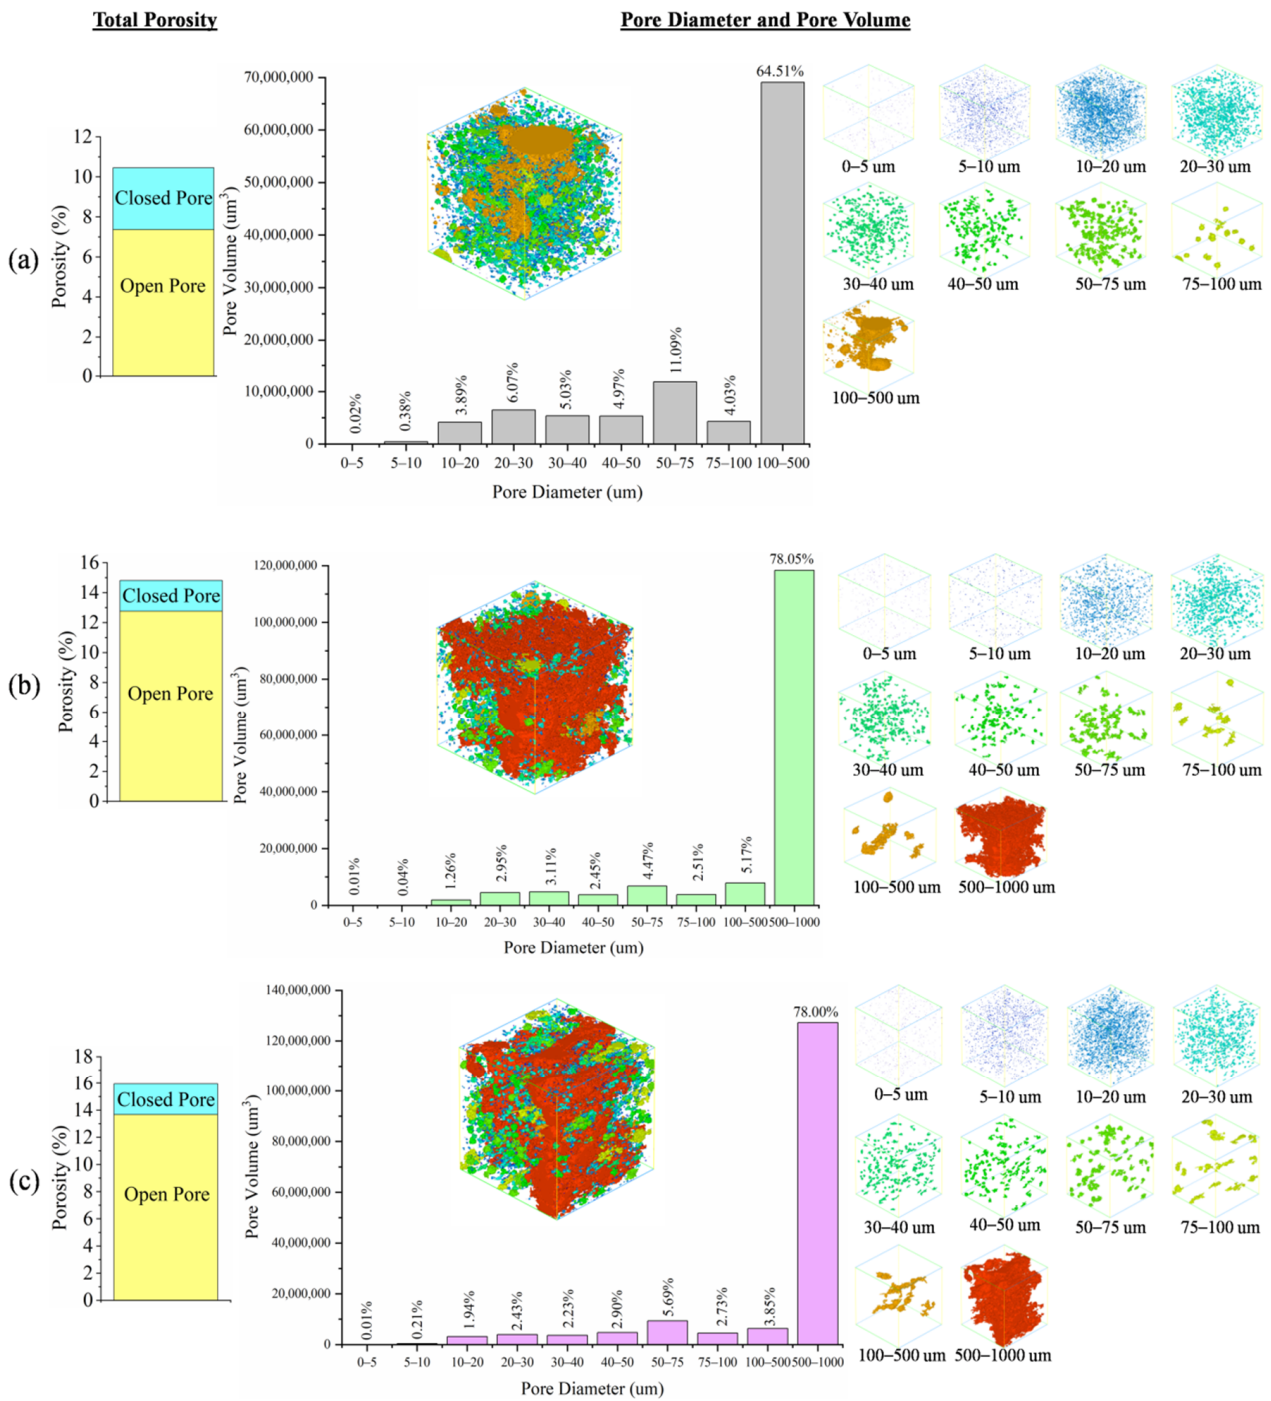 Total Porosity
Pore Diameter and Pore Volume
(a)
Porosity (%)
12
10
8
6
4
2
0
Closed Pore
Open Pore
Pore Volume (um³)
70,000,000
60,000,000
50,000,000
40,000,000
30,000,000
20,000,000
10,000,000
0
0.02%
0.38%
3.89%
6.07%
5.03%
4.97%
11.09%
4.03%
64.51%
0–5 5–10 10–20 20–30 30–40 40–50 50–75 75–100 100–500
Pore Diameter (um)
0–5 um 5–10 um 10–20 um 20–30 um
30–40 um 40–50 um 50–75 um 75–100 um
100–500 um
(b)
Porosity (%)
16
14
12
10
8
6
4
2
0
Closed Pore
Open Pore
Pore Volume (um³)
120,000,000
100,000,000
80,000,000
60,000,000
40,000,000
20,000,000
0
0.01%
0.04%
1.26%
2.95%
3.11%
2.45%
4.47%
2.51%
5.17%
78.05%
0–5 5–10 10–20 20–30 30–40 40–50 50–75 75–100 100–500 500–1000
Pore Diameter (um)
0–5 um 5–10 um 10–20 um 20–30 um
30–40 um 40–50 um 50–75 um 75–100 um
100–500 um 500–1000 um
(c)
Porosity (%)
18
16
14
12
10
8
6
4
2
0
Closed Pore
Open Pore
Pore Volume (um³)
140,000,000
120,000,000
100,000,000
80,000,000
60,000,000
40,000,000
20,000,000
0
0.01%
0.21%
1.94%
2.43%
2.23%
2.90%
5.69%
2.73%
3.85%
78.00%
0–5 5–10 10–20 20–30 30–40 40–50 50–75 75–100 100–500 500–1000
Pore Diameter (um)
0–5 um 5–10 um 10–20 um 20–30 um
30–40 um 40–50 um 50–75 um 75–100 um
100–500 um 500–1000 um